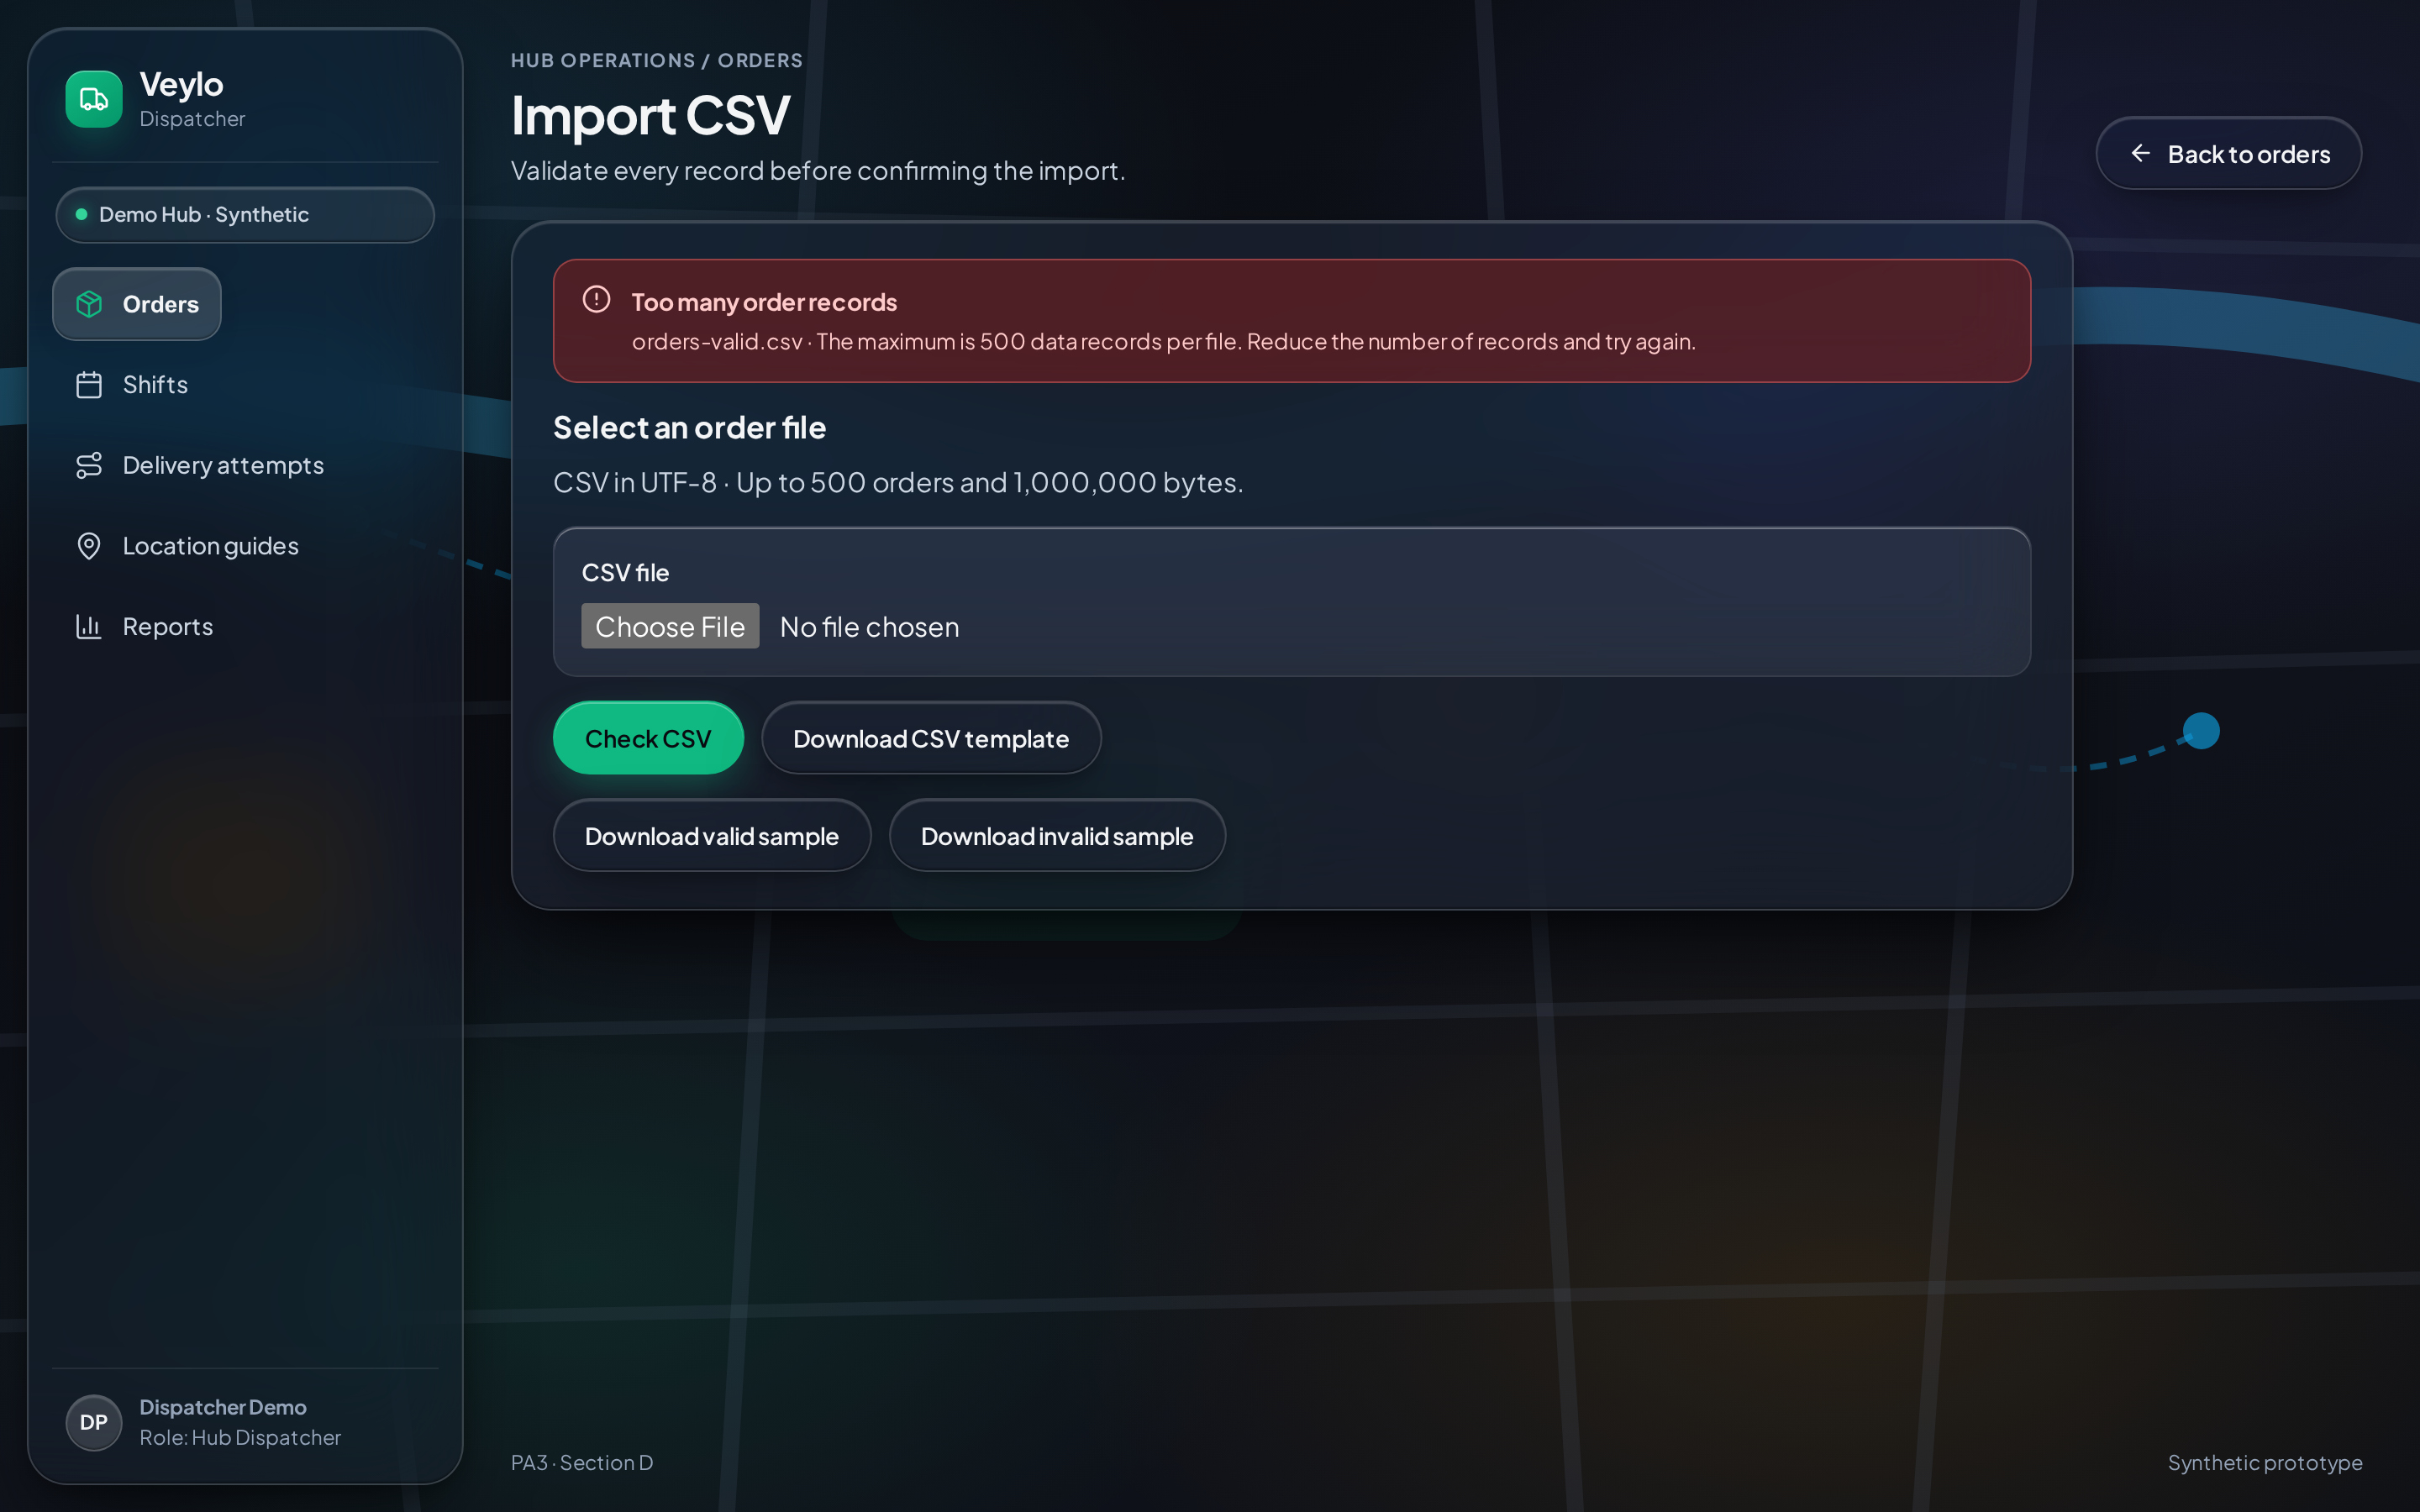 Veylo
Dispatcher
Demo Hub · Synthetic
Orders
Shifts
Delivery attempts
Location guides
Reports
DP
Dispatcher Demo
Role: Hub Dispatcher
HUB OPERATIONS / ORDERS
Import CSV
Validate every record before confirming the import.
Back to orders
Too many order records
orders-valid.csv · The maximum is 500 data records per file. Reduce the number of records and try again.
Select an order file
CSV in UTF-8 · Up to 500 orders and 1,000,000 bytes.
CSV file
Choose File No file chosen
Check CSV Download CSV template
Download valid sample Download invalid sample
PA3 · Section D
Synthetic prototype